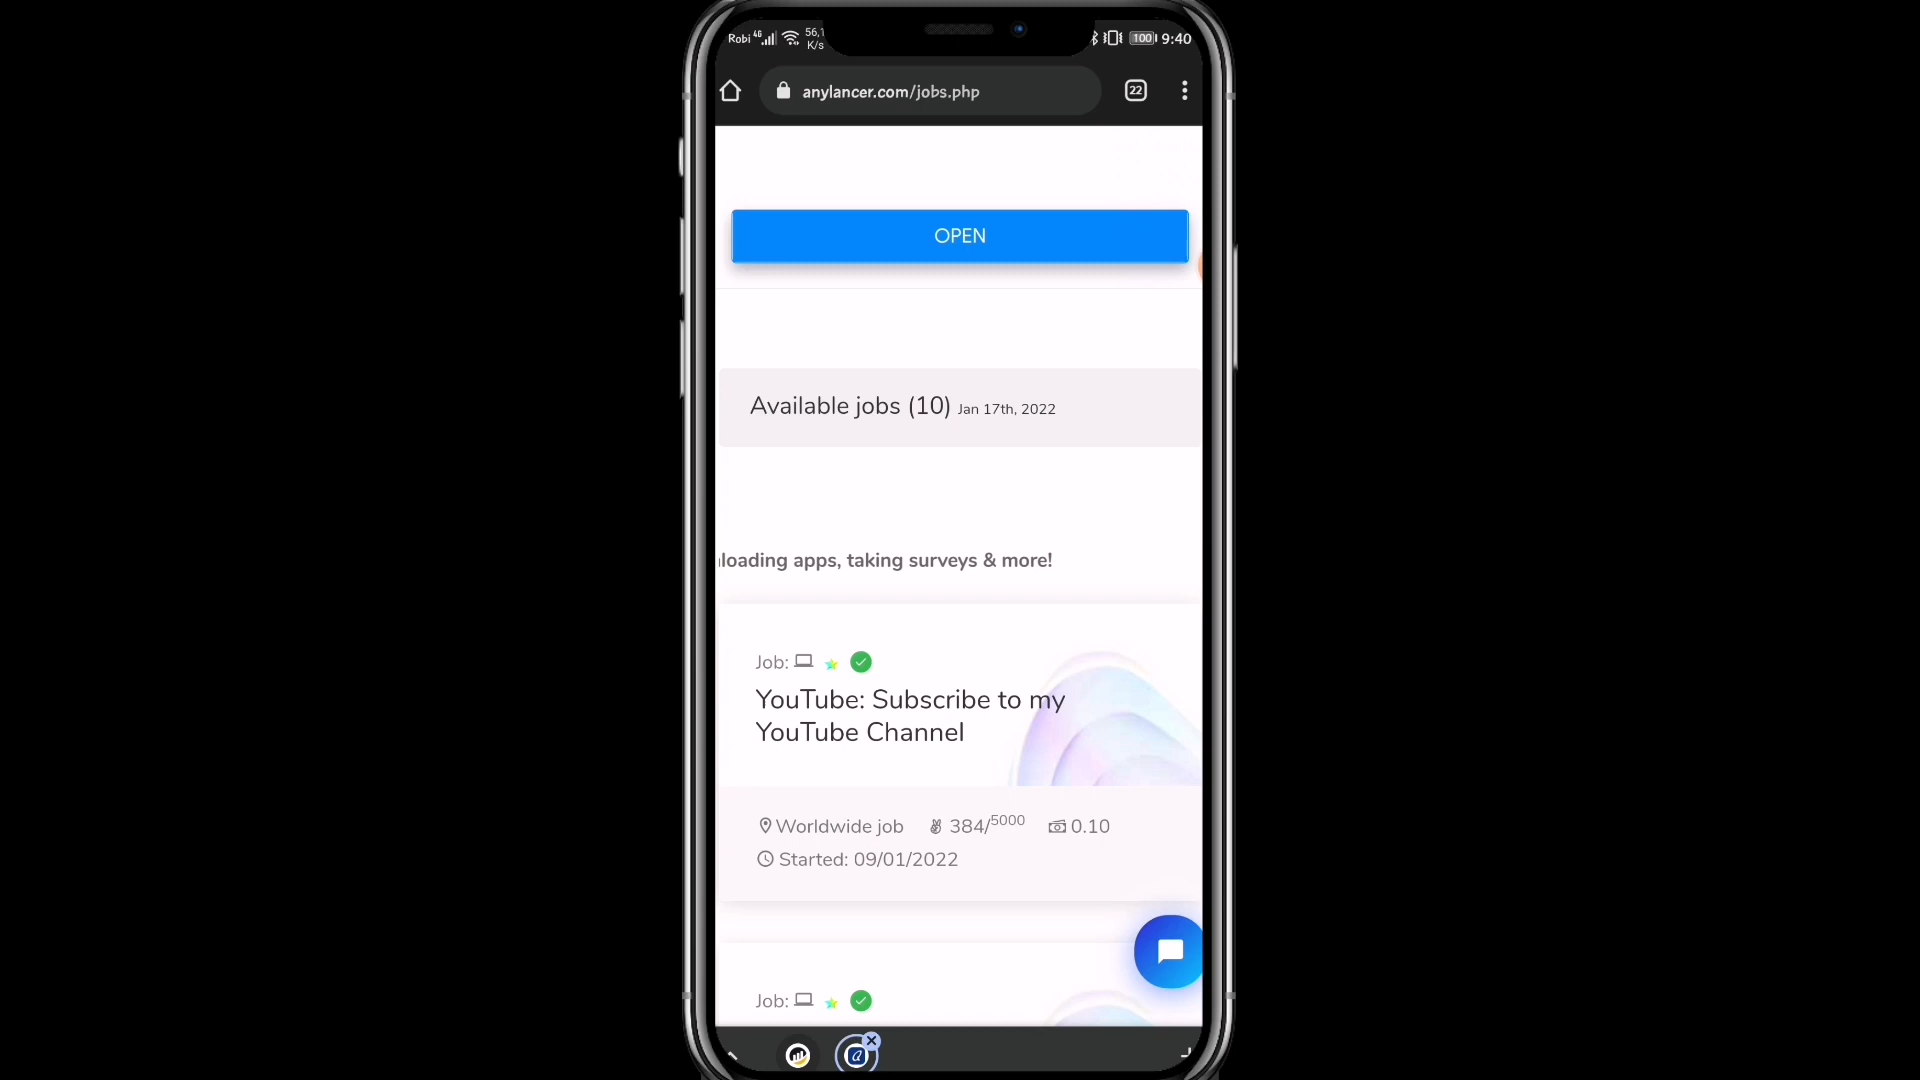 Robi 4G 56,1 K/s 100 9:40
anylancer.com/jobs.php 22
OPEN
Available jobs (10) Jan 17th, 2022
loading apps, taking surveys & more!
Job:
YouTube: Subscribe to my
YouTube Channel
Worldwide job 384/5000 0.10
Started: 09/01/2022
Job: